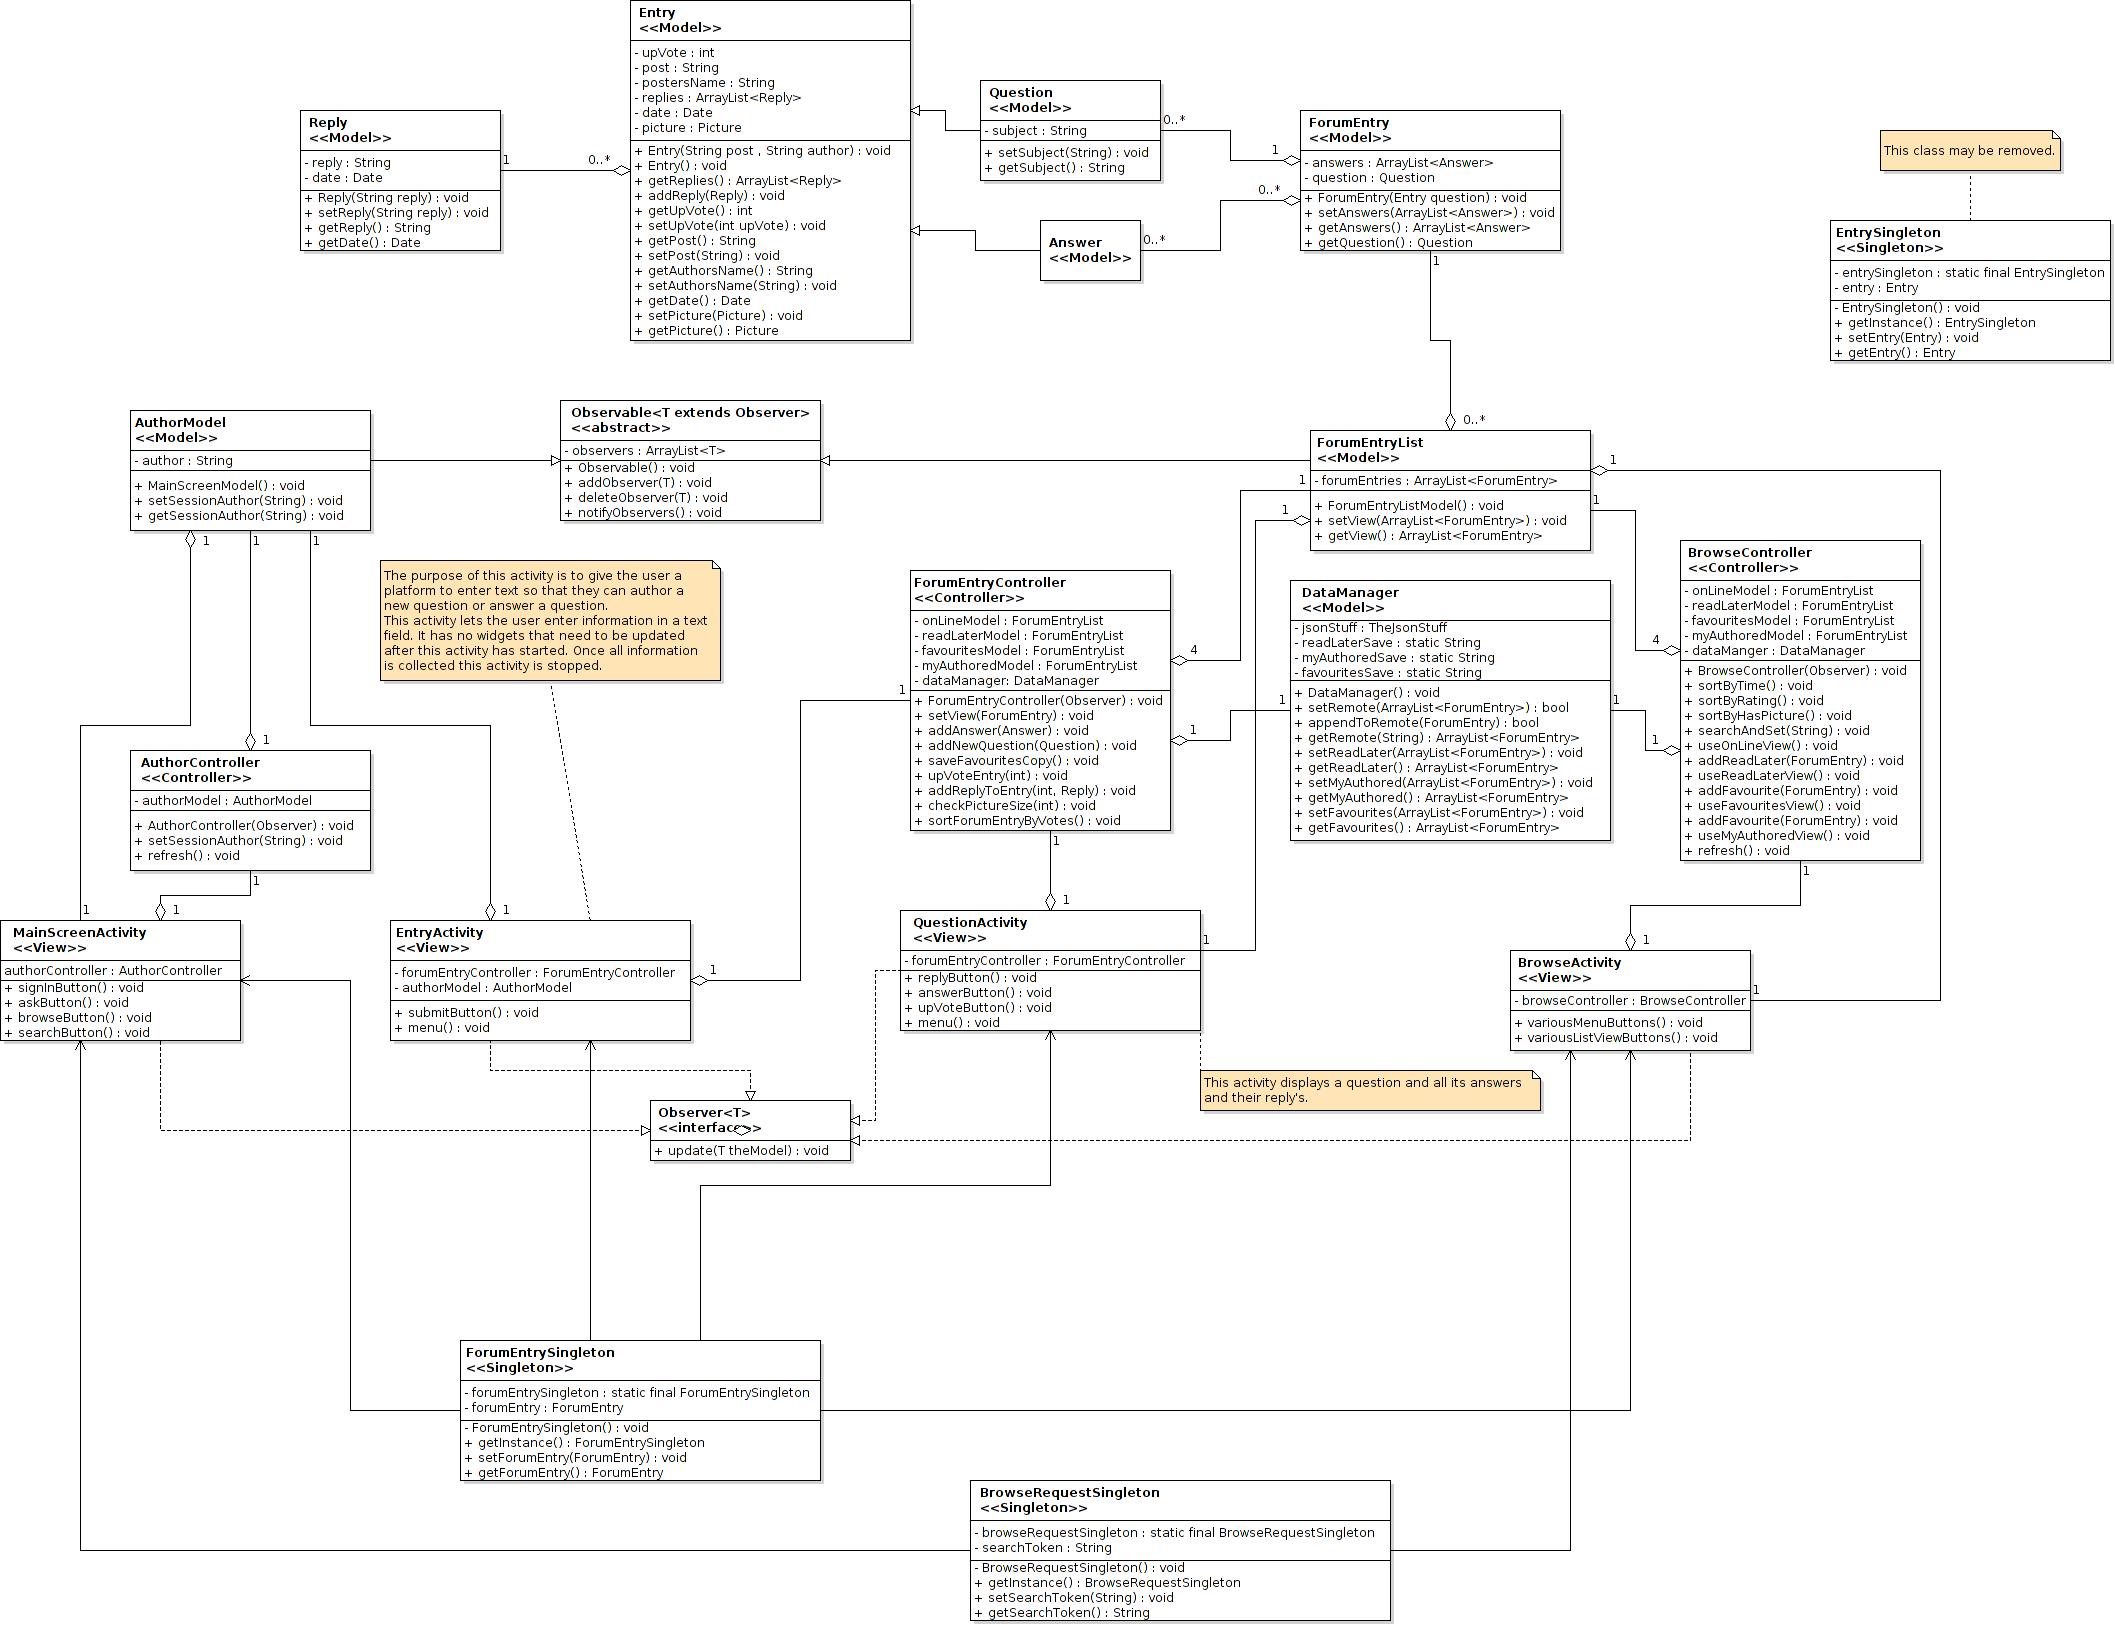 Entry
<<Model>>
- upVote : int
- post : String
- postersName : String
- replies : ArrayList<Reply>
- date : Date
- picture : Picture
+ Entry(String post , String author) : void
+ Entry() : void
+ getReplies() : ArrayList<Reply>
+ addReply(Reply) : void
+ getUpVote() : int
+ setUpVote(int upVote) : void
+ getPost() : String
+ setPost(String) : void
+ getAuthorsName() : String
+ setAuthorsName(String) : void
+ getDate() : Date
+ setPicture(Picture) : void
+ getPicture() : Picture
Reply
<<Model>>
- reply : String
- date : Date
+ Reply(String reply) : void
+ setReply(String reply) : void
+ getReply() : String
+ getDate() : Date
1
0..*
Question
<<Model>>
- subject : String
+ setSubject(String) : void
+ getSubject() : String
0..*
1
Answer
<<Model>>
0..*
0..*
ForumEntry
<<Model>>
- answers : ArrayList<Answer>
- question : Question
+ ForumEntry(Entry question) : void
+ setAnswers(ArrayList<Answer>) : void
+ getAnswers() : ArrayList<Answer>
+ getQuestion() : Question
1
0..*
This class may be removed.
EntrySingleton
<<Singleton>>
- entrySingleton : static final EntrySingleton
- entry : Entry
- EntrySingleton() : void
+ getInstance() : EntrySingleton
+ setEntry(Entry) : void
+ getEntry() : Entry
AuthorModel
<<Model>>
- author : String
+ MainScreenModel() : void
+ setSessionAuthor(String) : void
+ getSessionAuthor(String) : void
1
1
1
Observable<T extends Observer>
<<abstract>>
- observers : ArrayList<T>
+ Observable() : void
+ addObserver(T) : void
+ deleteObserver(T) : void
+ notifyObservers() : void
ForumEntryList
<<Model>>
- forumEntries : ArrayList<ForumEntry>
+ ForumEntryListModel() : void
+ setView(ArrayList<ForumEntry>) : void
+ getView() : ArrayList<ForumEntry>
1
1
1
1
The purpose of this activity is to give the user a
platform to enter text so that they can author a
new question or answer a question.
This activity lets the user enter information in a text
field. It has no widgets that need to be updated
after this activity has started. Once all information
is collected this activity is stopped.
ForumEntryController
<<Controller>>
- onLineModel : ForumEntryList
- readLaterModel : ForumEntryList
- favouritesModel : ForumEntryList
- myAuthoredModel : ForumEntryList
- dataManager: DataManager
+ ForumEntryController(Observer) : void
+ setView(ForumEntry) : void
+ addAnswer(Answer) : void
+ addNewQuestion(Question) : void
+ saveFavouritesCopy() : void
+ upVoteEntry(int) : void
+ addReplyToEntry(int, Reply) : void
+ checkPictureSize(int) : void
+ sortForumEntryByVotes() : void
4
1
1
1
DataManager
<<Model>>
- jsonStuff : TheJsonStuff
- readLaterSave : static String
- myAuthoredSave : static String
- favouritesSave : static String
+ DataManager() : void
+ setRemote(ArrayList<ForumEntry>) : bool
+ appendToRemote(ForumEntry) : bool
+ getRemote(String) : ArrayList<ForumEntry>
+ setReadLater(ArrayList<ForumEntry>) : void
+ getReadLater() : ArrayList<ForumEntry>
+ setMyAuthored(ArrayList<ForumEntry>) : void
+ getMyAuthored() : ArrayList<ForumEntry>
+ setFavourites(ArrayList<ForumEntry>) : void
+ getFavourites() : ArrayList<ForumEntry>
1
1
BrowseController
<<Controller>>
- onLineModel : ForumEntryList
- readLaterModel : ForumEntryList
- favouritesModel : ForumEntryList
- myAuthoredModel : ForumEntryList
- dataManger : DataManager
+ BrowseController(Observer) : void
+ sortByTime() : void
+ sortByRating() : void
+ sortByHasPicture() : void
+ searchAndSet(String) : void
+ useOnLineView() : void
+ addReadLater(ForumEntry) : void
+ useReadLaterView() : void
+ addFavourite(ForumEntry) : void
+ useFavouritesView() : void
+ addFavourite(ForumEntry) : void
+ useMyAuthoredView() : void
+ refresh() : void
4
1
1
AuthorController
<<Controller>>
- authorModel : AuthorModel
+ AuthorController(Observer) : void
+ setSessionAuthor(String) : void
+ refresh() : void
1
1
MainScreenActivity
<<View>>
authorController : AuthorController
+ signInButton() : void
+ askButton() : void
+ browseButton() : void
+ searchButton() : void
1
1
EntryActivity
<<View>>
- forumEntryController : ForumEntryController
- authorModel : AuthorModel
+ submitButton() : void
+ menu() : void
1
1
QuestionActivity
<<View>>
- forumEntryController : ForumEntryController
+ replyButton() : void
+ answerButton() : void
+ upVoteButton() : void
+ menu() : void
1
1
BrowseActivity
<<View>>
- browseController : BrowseController
+ variousMenuButtons() : void
+ variousListViewButtons() : void
1
1
This activity displays a question and all its answers
and their reply's.
Observer<T>
<<interface>>
+ update(T theModel) : void
ForumEntrySingleton
<<Singleton>>
- forumEntrySingleton : static final ForumEntrySingleton
- forumEntry : ForumEntry
- ForumEntrySingleton() : void
+ getInstance() : ForumEntrySingleton
+ setForumEntry(ForumEntry) : void
+ getForumEntry() : ForumEntry
BrowseRequestSingleton
<<Singleton>>
- browseRequestSingleton : static final BrowseRequestSingleton
- searchToken : String
- BrowseRequestSingleton() : void
+ getInstance() : BrowseRequestSingleton
+ setSearchToken(String) : void
+ getSearchToken() : String